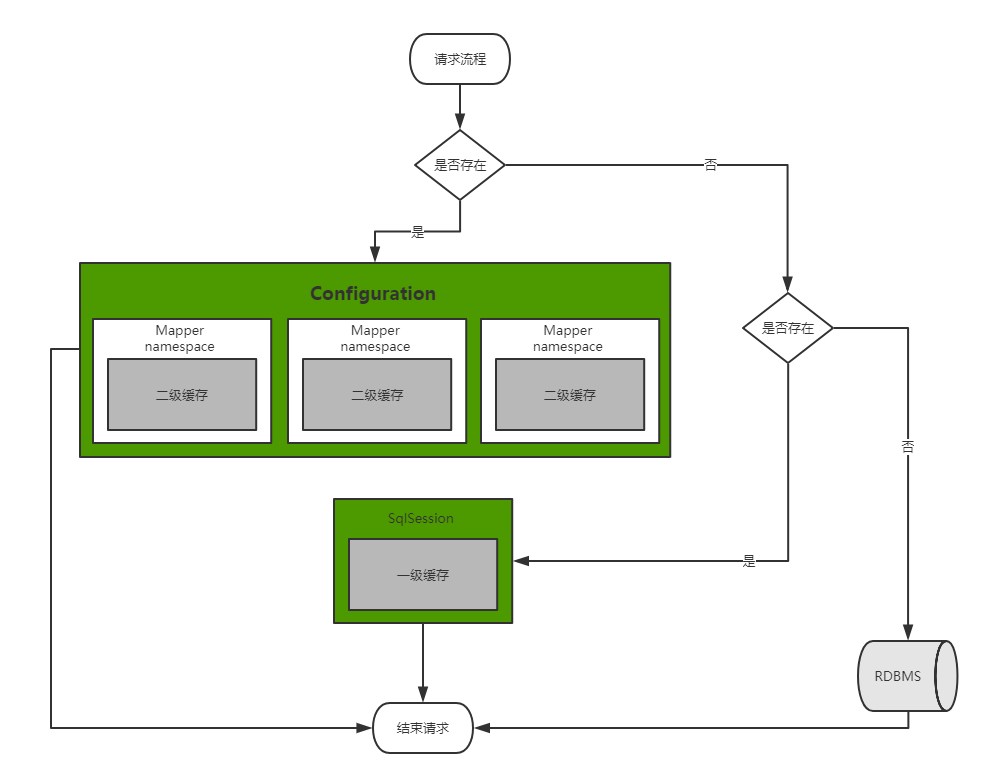 请求流程
是否存在
否
是
Configuration
Mapper
namespace
二级缓存
Mapper
namespace
二级缓存
Mapper
namespace
二级缓存
是否存在
否
SqlSession
一级缓存
是
RDBMS
结束请求